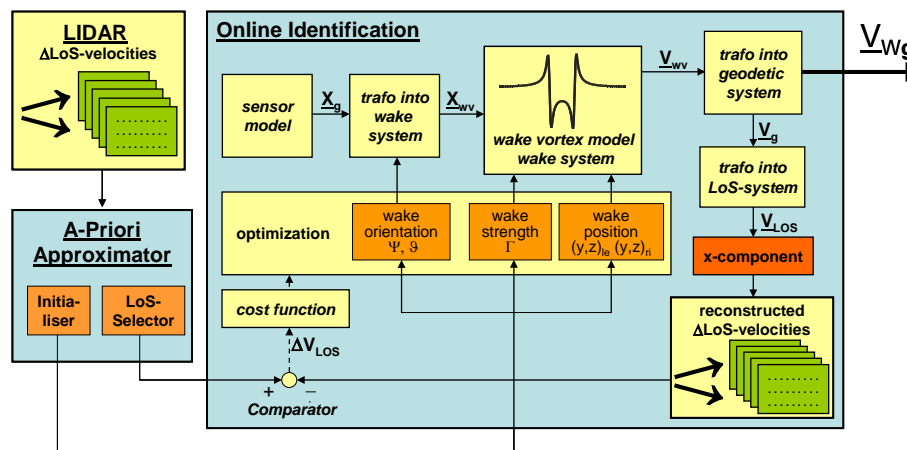 LIDAR
ΔLoS-velocities
.........
.........
A-Priori
Approximator
Initia-
liser
LoS-
Selector
Online Identification
sensor
model
X_g
trafo into
wake
system
X_wv
wake vortex model
wake system
V_wv
trafo into
geodetic
system
V_Wg
V_g
trafo into
LoS-system
V_LOS
x-component
reconstructed
ΔLoS-velocities
.........
.........
optimization
wake
orientation
Ψ, ϑ
wake
strength
Γ
wake
position
(y,z)_le (y,z)_ri
cost function
ΔV_LOS
+ –
Comparator